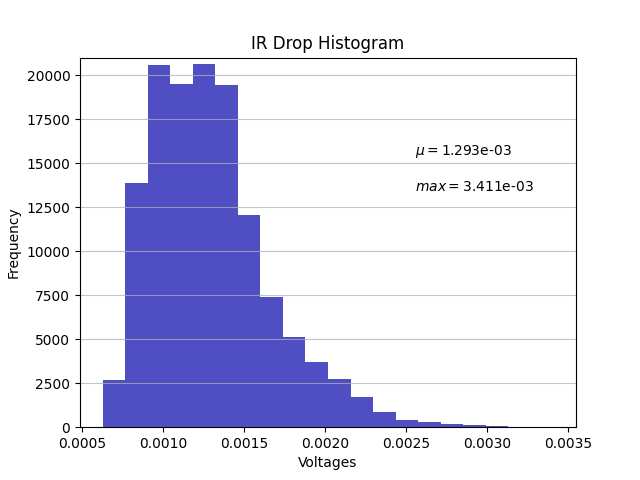 IR Drop Histogram
20000
17500
15000
12500
10000
7500
5000
2500
0
Frequency
μ = 1.293e-03
max = 3.411e-03
0.0005 0.0010 0.0015 0.0020 0.0025 0.0030 0.0035
Voltages